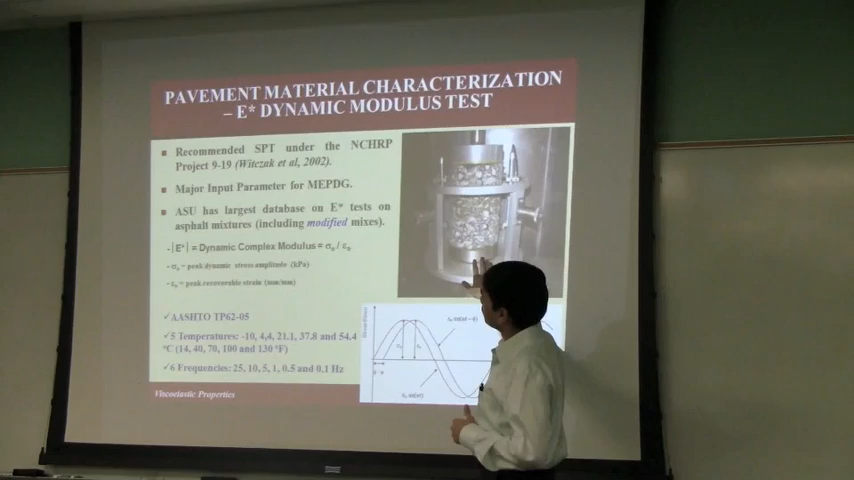 PAVEMENT MATERIAL CHARACTERIZATION
– E* DYNAMIC MODULUS TEST
Recommended SPT under the NCHRP
Project 9-19 (Witczak et al, 2002).
Major Input Parameter for MEPDG.
ASU has largest database on E* tests on
asphalt mixtures (including modified mixes).
-|E*| = Dynamic Complex Modulus = σₒ / εₒ
- σₒ = peak dynamic stress amplitude (kPa)
- εₒ = peak recoverable strain (mm/mm)
✓AASHTO TP62-05
✓5 Temperatures: -10, 4.4, 21.1, 37.8 and 54.4
°C (14, 40, 70, 100 and 130 °F)
✓6 Frequencies: 25, 10, 5, 1, 0.5 and 0.1 Hz
Viscoelastic Properties